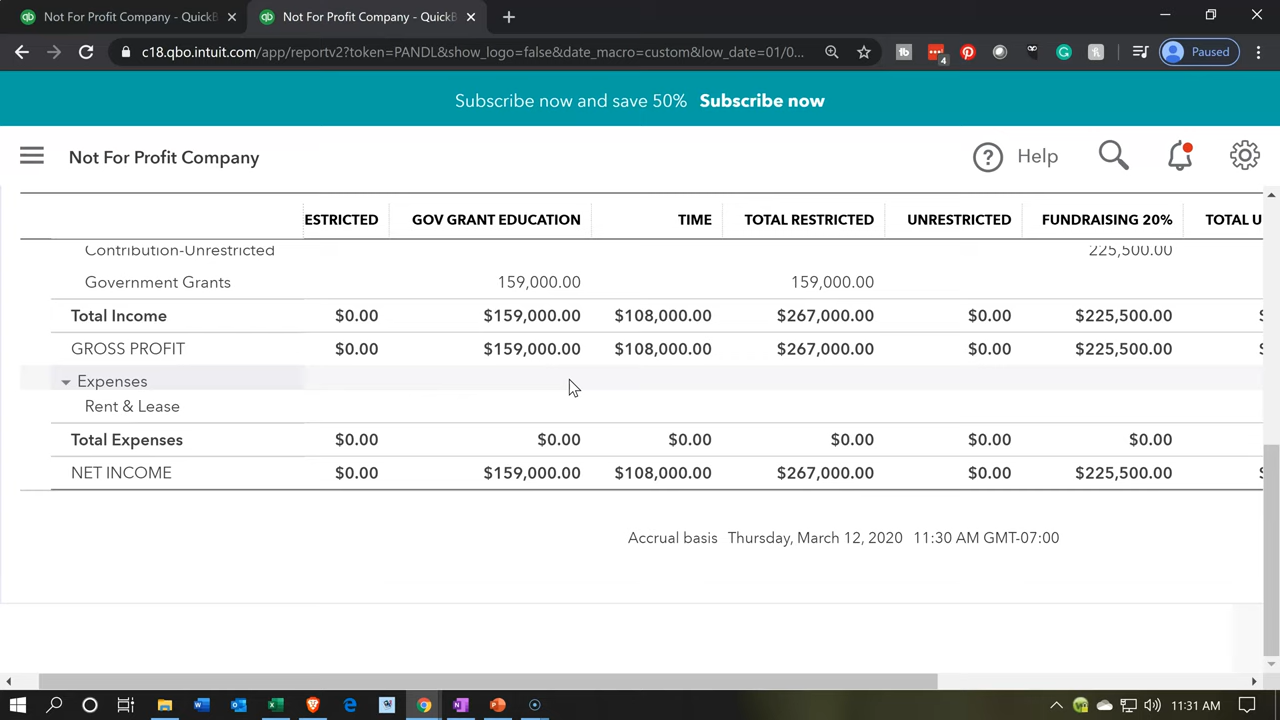 Not For Profit Company - QuickB
Not For Profit Company - QuickB
c18.qbo.intuit.com/app/reportv2?token=PANDL&show_logo=false&date_macro=custom&low_date=01/0...
4
Paused
Subscribe now and save 50% Subscribe now
Not For Profit Company
Help
ESTRICTED GOV GRANT EDUCATION TIME TOTAL RESTRICTED UNRESTRICTED FUNDRAISING 20% TOTAL U
Contribution-Unrestricted 225,500.00
Government Grants 159,000.00 159,000.00
Total Income $0.00 $159,000.00 $108,000.00 $267,000.00 $0.00 $225,500.00
GROSS PROFIT $0.00 $159,000.00 $108,000.00 $267,000.00 $0.00 $225,500.00
Expenses
Rent & Lease
Total Expenses $0.00 $0.00 $0.00 $0.00 $0.00 $0.00
NET INCOME $0.00 $159,000.00 $108,000.00 $267,000.00 $0.00 $225,500.00
Accrual basis Thursday, March 12, 2020 11:30 AM GMT-07:00
11:31 AM